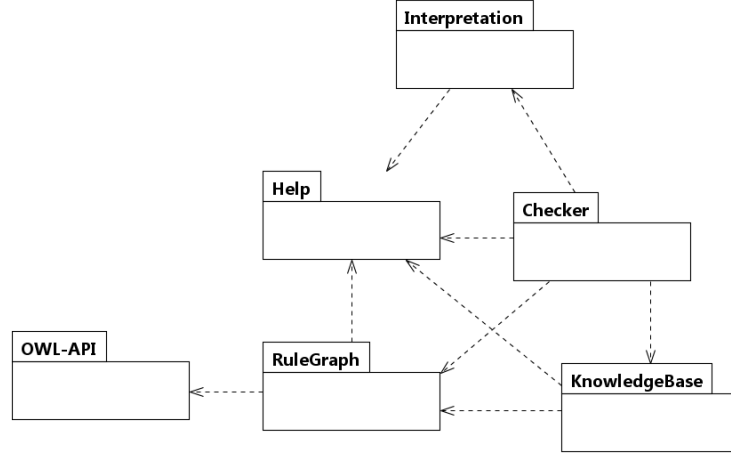 Interpretation
Help
Checker
OWL-API
RuleGraph
KnowledgeBase